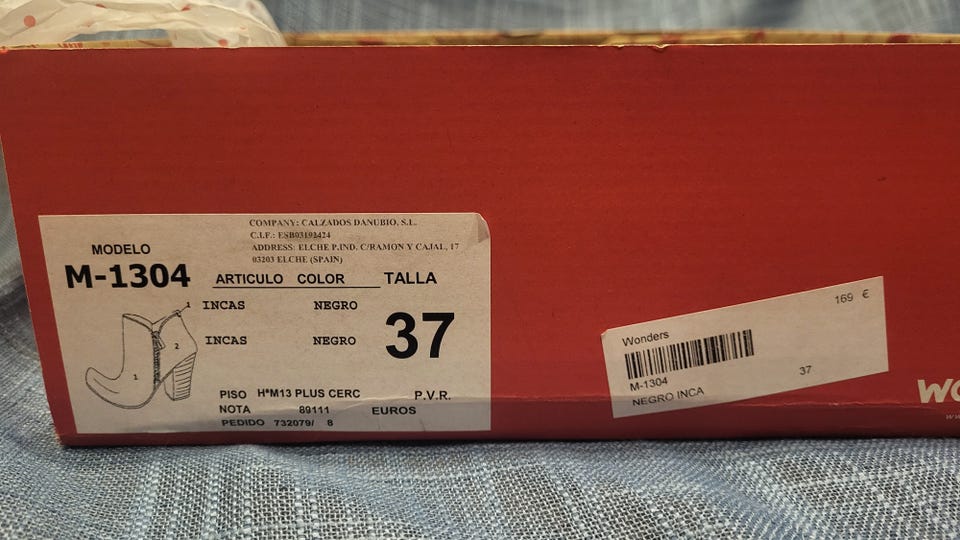 COMPANY: CALZADOS DANUBIO, S.L.
C.I.F.: ESB03192424
ADDRESS: ELCHE P.IND. C/RAMON Y CAJAL, 17
03203 ELCHE (SPAIN)
MODELO
M-1304
ARTICULO COLOR TALLA
1 INCAS NEGRO
2 INCAS NEGRO
37
1
PISO HªM13 PLUS CERC P.V.R.
NOTA 89111 EUROS
PEDIDO 732079/ 8
169 €
Wonders
M-1304 37
NEGRO INCA